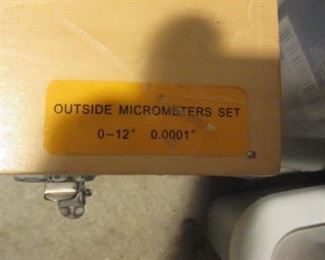 OUTSIDE MICROMETERS SET
0-12" 0.0001"